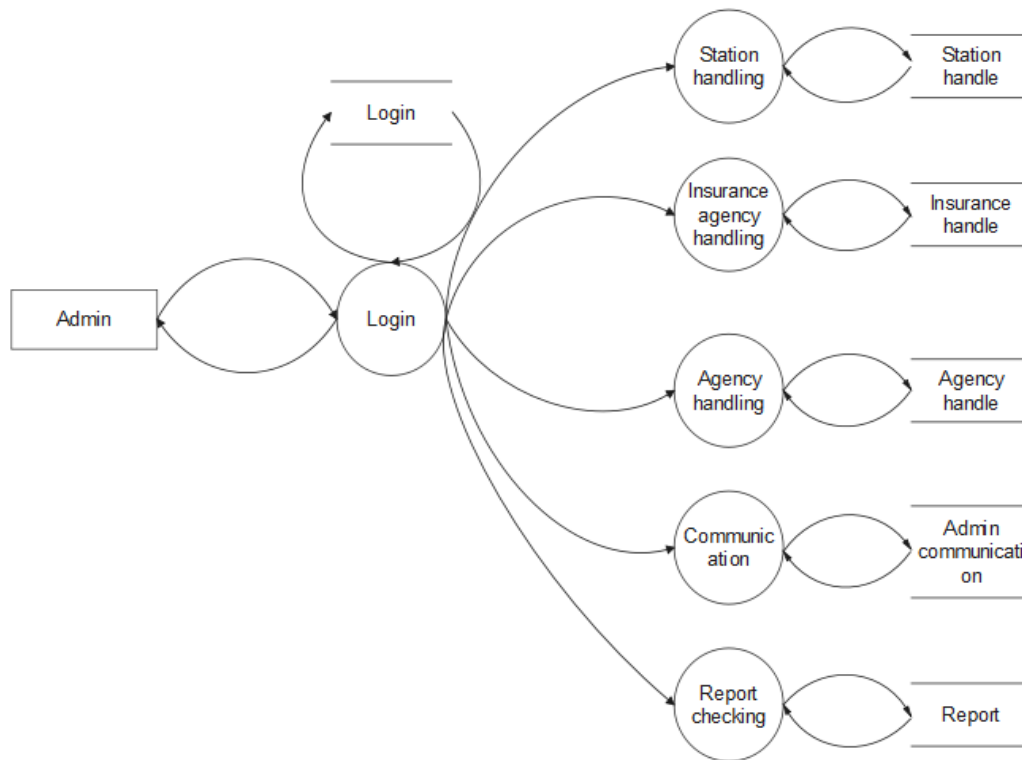 Station
handling
Station
handle
Login
Insurance
agency
handling
Insurance
handle
Admin
Login
Agency
handling
Agency
handle
Communic
ation
Admin
communicati
on
Report
checking
Report